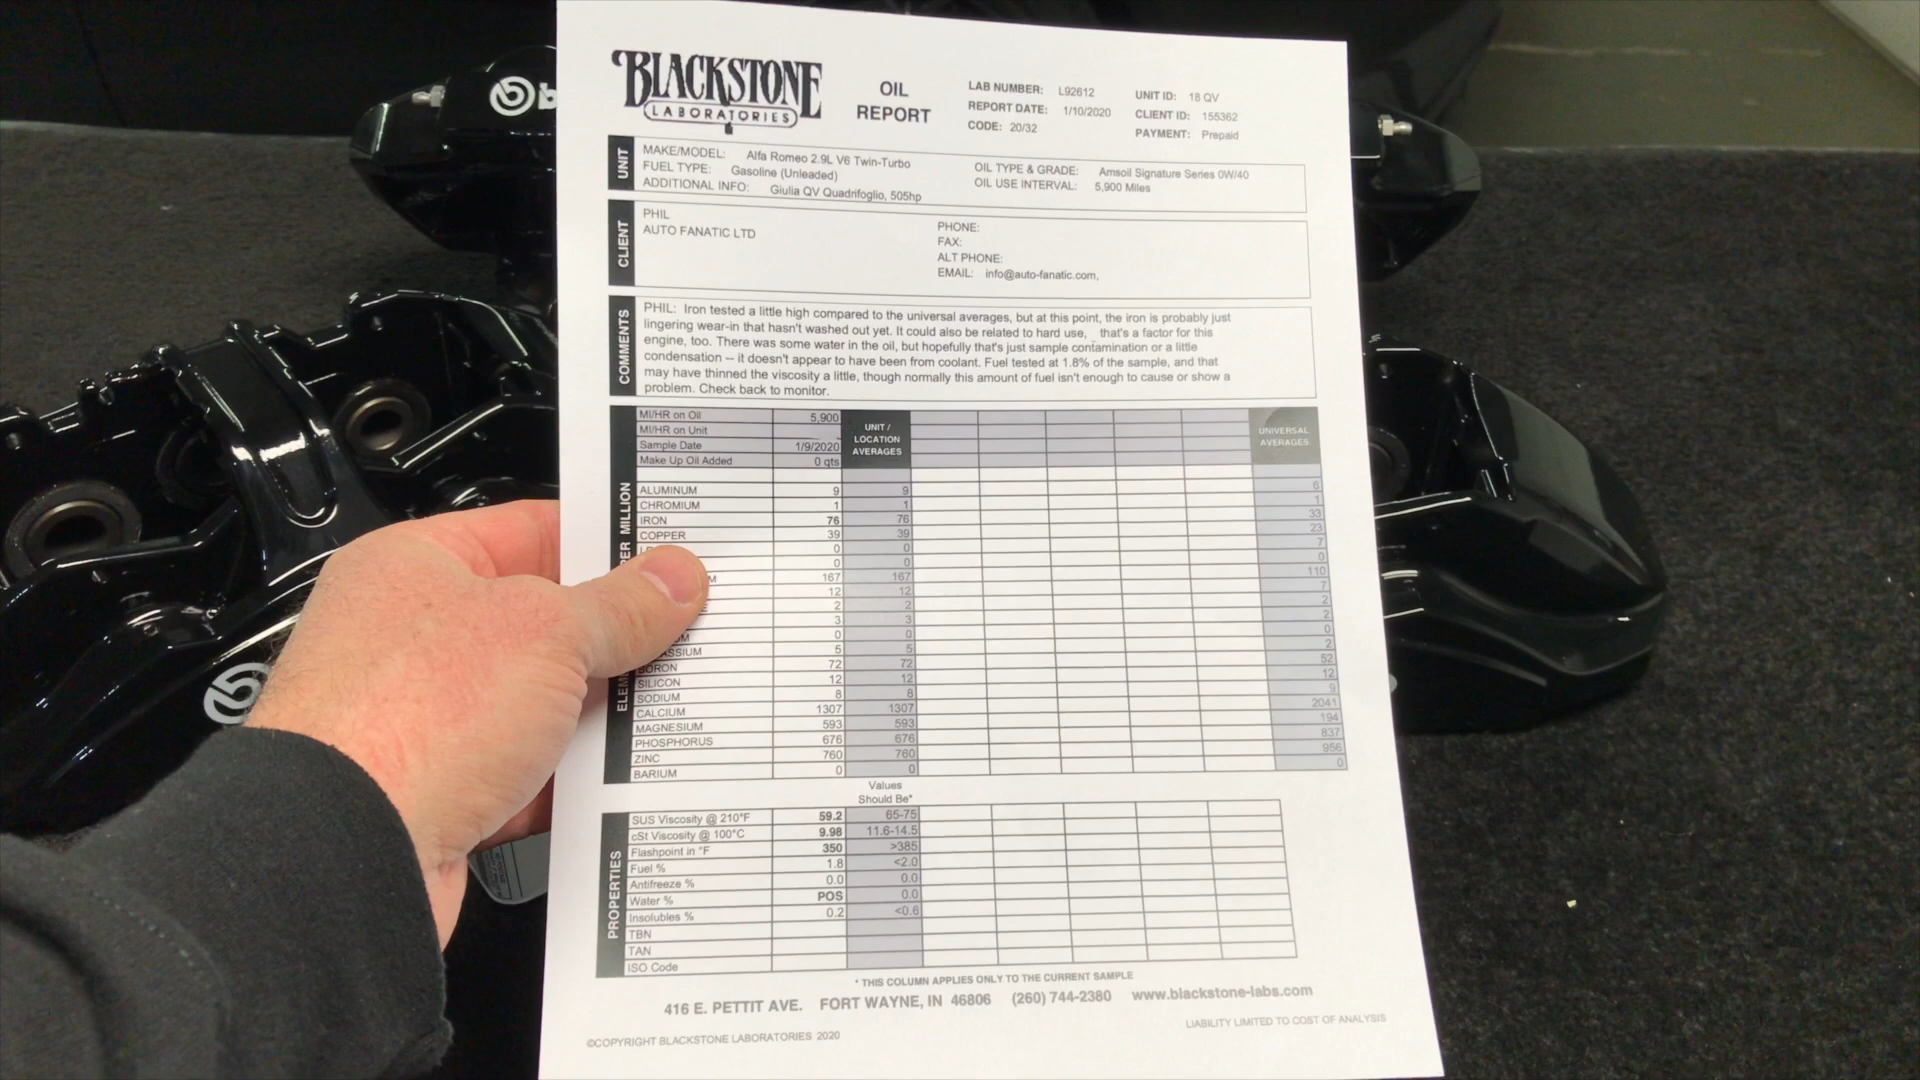 BLACKSTONE
LABORATORIES
OIL
REPORT
LAB NUMBER: L92612
REPORT DATE: 1/10/2020
CODE: 20/32
UNIT ID: 18 QV
CLIENT ID: 155362
PAYMENT: Prepaid
UNIT
MAKE/MODEL: Alfa Romeo 2.9L V6 Twin-Turbo
FUEL TYPE: Gasoline (Unleaded)
ADDITIONAL INFO: Giulia QV Quadrifoglio, 505hp
OIL TYPE & GRADE: Amsoil Signature Series 0W/40
OIL USE INTERVAL: 5,900 Miles
CLIENT
PHIL
AUTO FANATIC LTD
PHONE:
FAX:
ALT PHONE:
EMAIL: info@auto-fanatic.com,
COMMENTS
PHIL: Iron tested a little high compared to the universal averages, but at this point, the iron is probably just
lingering wear-in that hasn't washed out yet. It could also be related to hard use, that's a factor for this
engine, too. There was some water in the oil, but hopefully that's just sample contamination or a little
condensation -- it doesn't appear to have been from coolant. Fuel tested at 1.8% of the sample, and that
may have thinned the viscosity a little, though normally this amount of fuel isn't enough to cause or show a
problem. Check back to monitor.
MI/HR on Oil 5,900
MI/HR on Unit
Sample Date 1/9/2020
Make Up Oil Added 0 qts
UNIT /
LOCATION
AVERAGES
UNIVERSAL
AVERAGES
PER MILLION
ALUMINUM 9 9 6
CHROMIUM 1 1 1
IRON 76 76 33
COPPER 39 39 23
0 0 7
0 0 0
M 167 167 110
12 12 7
2 2 2
3 3 2
0 0 0
ASSIUM 5 5 2
BORON 72 72 52
SILICON 12 12 12
SODIUM 8 8 9
CALCIUM 1307 1307 2041
MAGNESIUM 593 593 194
PHOSPHORUS 676 676 837
ZINC 760 760 956
BARIUM 0 0 0
Values
Should Be*
PROPERTIES
SUS Viscosity @ 210°F 59.2 65-75
cSt Viscosity @ 100°C 9.98 11.6-14.5
Flashpoint in °F 350 >385
Fuel % 1.8 <2.0
Antifreeze % 0.0 0.0
Water % POS 0.0
Insolubles % 0.2 <0.6
TBN
TAN
ISO Code
* THIS COLUMN APPLIES ONLY TO THE CURRENT SAMPLE
416 E. PETTIT AVE. FORT WAYNE, IN 46806 (260) 744-2380 www.blackstone-labs.com
©COPYRIGHT BLACKSTONE LABORATORIES 2020
LIABILITY LIMITED TO COST OF ANALYSIS